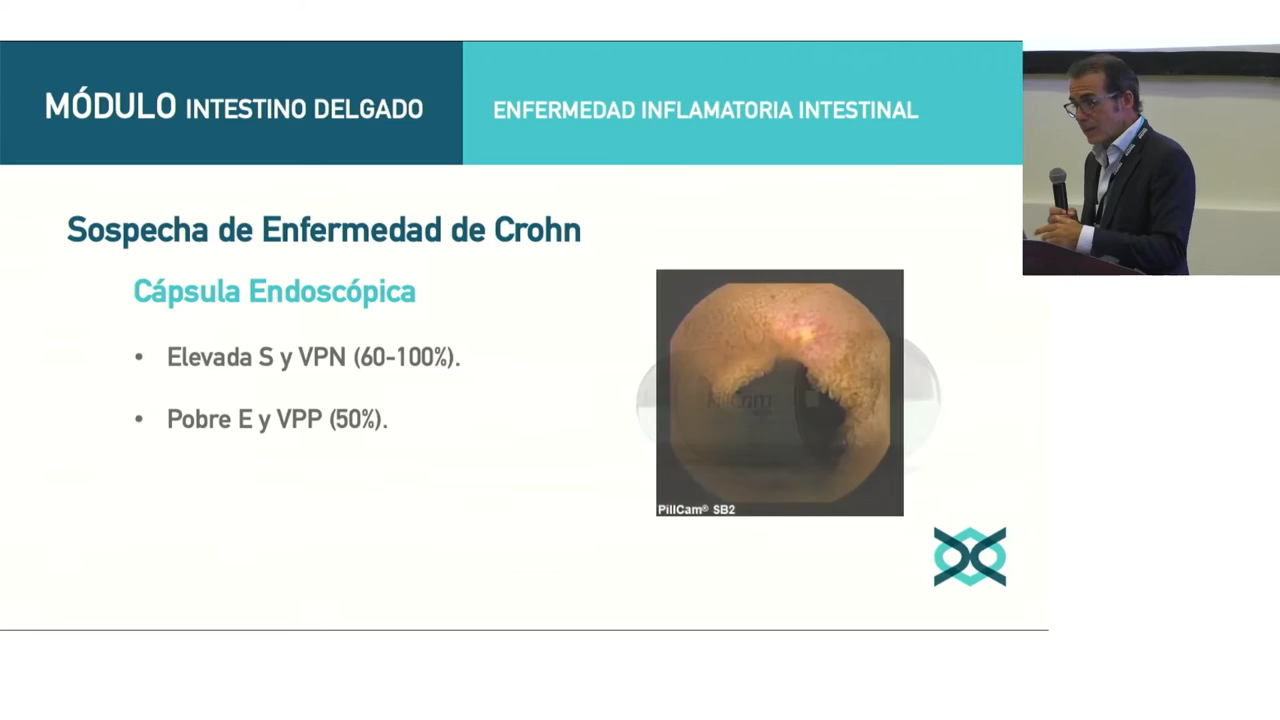 MÓDULO INTESTINO DELGADO
ENFERMEDAD INFLAMATORIA INTESTINAL
Sospecha de Enfermedad de Crohn
Cápsula Endoscópica
• Elevada S y VPN (60-100%).
• Pobre E y VPP (50%).
pillcam
PillCam® SB2